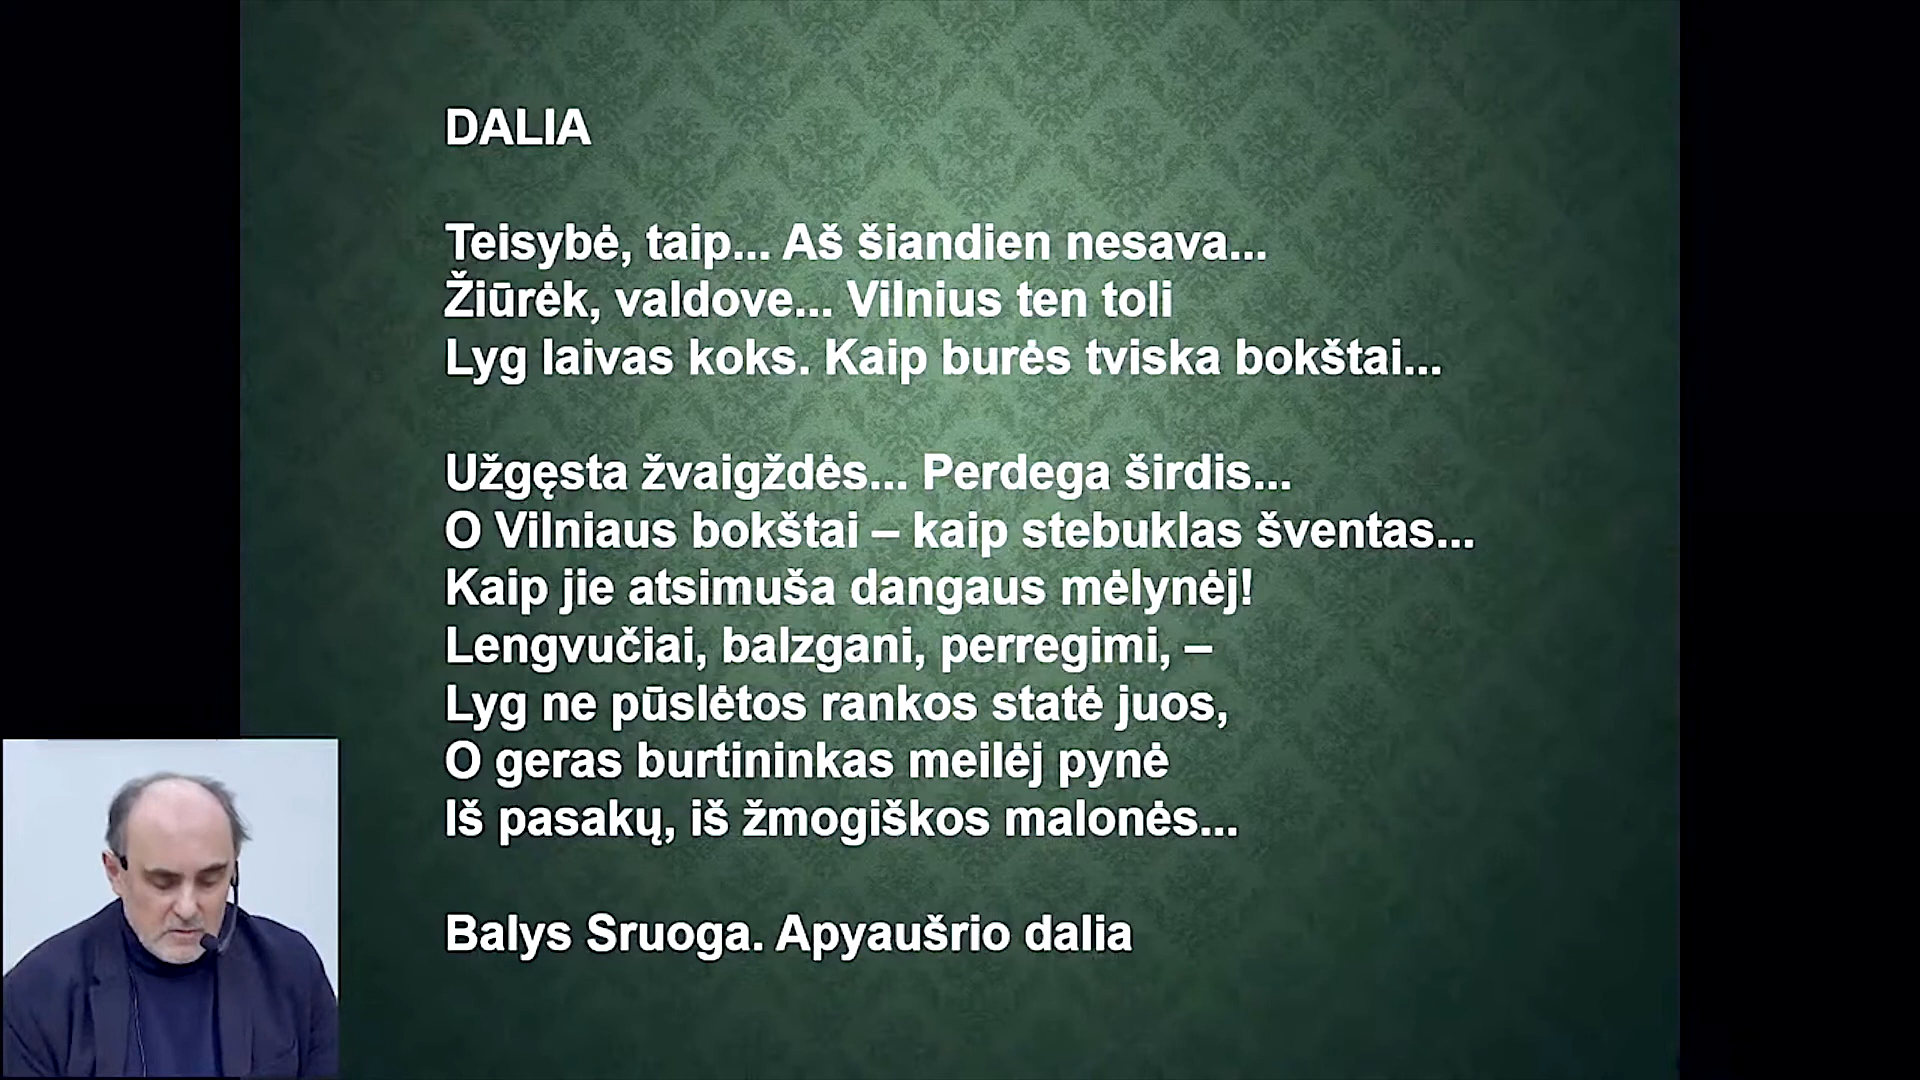 DALIA
Teisybė, taip... Aš šiandien nesava...
Žiūrėk, valdove... Vilnius ten toli
Lyg laivas koks. Kaip burės tviska bokštai...
Užgęsta žvaigždės... Perdega širdis...
O Vilniaus bokštai – kaip stebuklas šventas...
Kaip jie atsimuša dangaus mėlynėj!
Lengvučiai, balzgani, perregimi, –
Lyg ne pūslėtos rankos statė juos,
O geras burtininkas meilėj pynė
Iš pasakų, iš žmogiškos malonės...
Balys Sruoga. Apyaušrio dalia